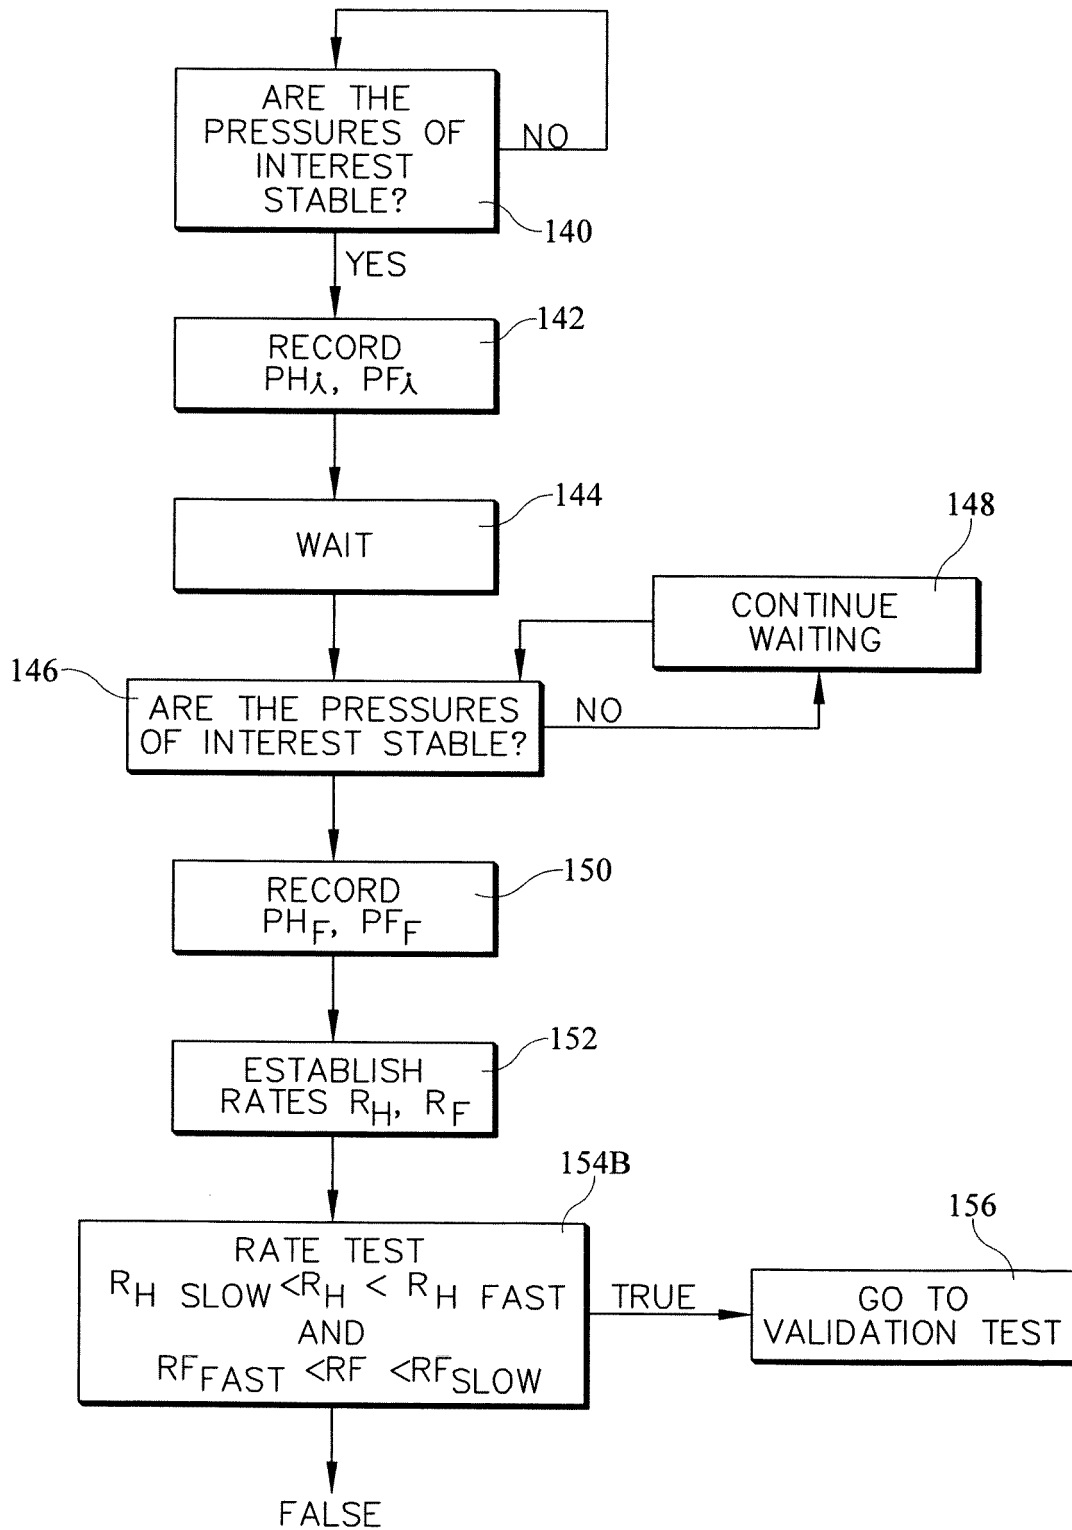 ARE THE
PRESSURES OF
INTEREST
STABLE?
NO
140
YES
142
RECORD
PHi, PFi
144
WAIT
148
CONTINUE
WAITING
146
ARE THE PRESSURES
OF INTEREST STABLE?
NO
150
RECORD
PHF, PFF
152
ESTABLISH
RATES RH, RF
154B
RATE TEST
RH SLOW <RH < RH FAST
AND
RFFAST <RF <RFSLOW
TRUE
156
GO TO
VALIDATION TEST
FALSE